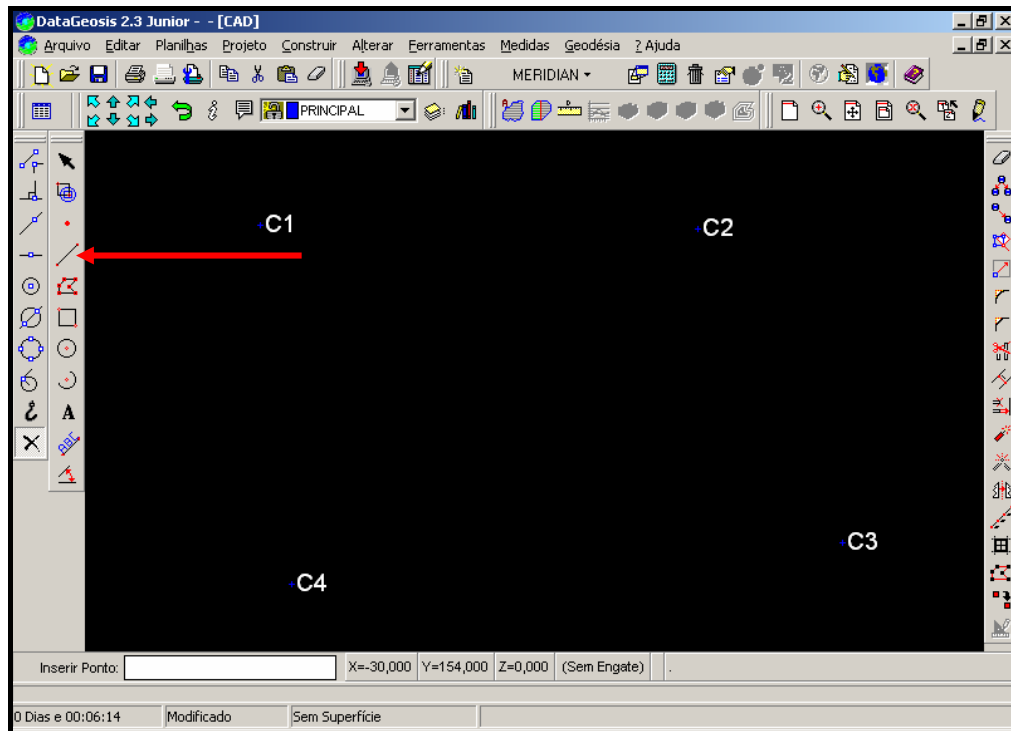 DataGeosis 2.3 Junior - - [CAD]
Arquivo Editar Planilhas Projeto Construir Alterar Ferramentas Medidas Geodésia ? Ajuda
MERIDIAN
PRINCIPAL
C1
C2
A
ABC
C3
C4
Inserir Ponto: X=-30,000 Y=154,000 Z=0,000 (Sem Engate) .
0 Dias e 00:06:14 Modificado Sem Superfície